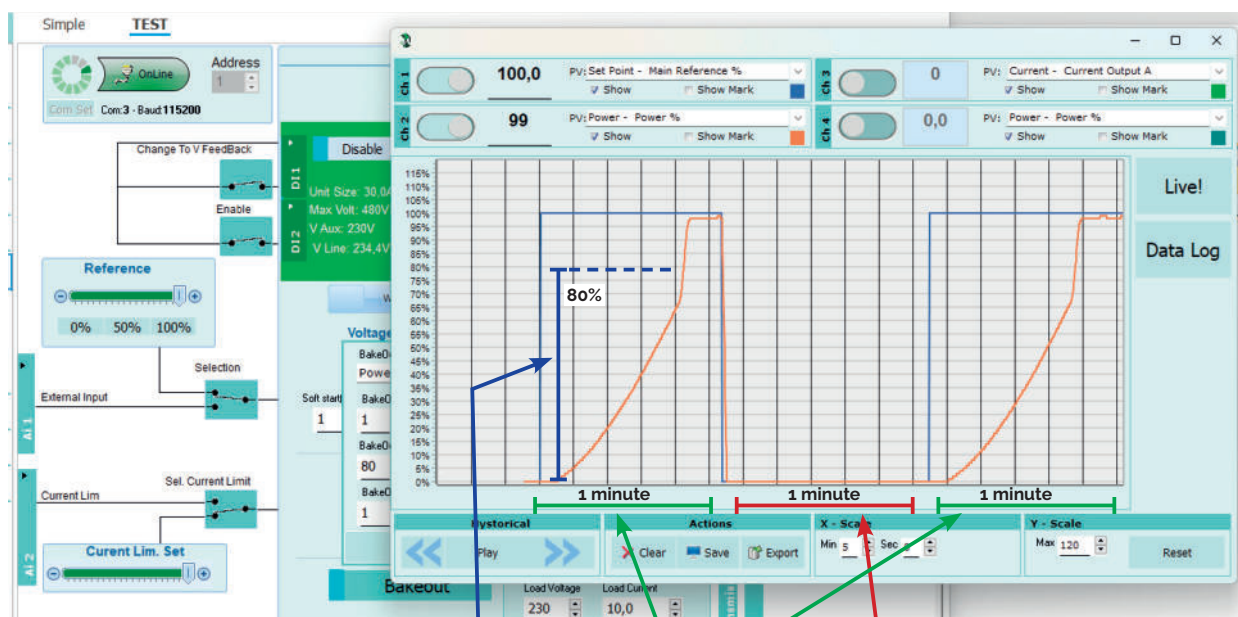 Simple TEST
OnLine
Address
1
Com Set Com:3 - Baud:115200
Change To V FeedBack
Enable
Disable
DI1
DI2
Unit Size: 30,0A
Max Volt: 480V
V Aux: 230V
V Line: 234,4V
Reference
0% 50% 100%
Selection
External Input
Ai 1
Soft start
1
Voltage
BakeOu
Powe
BakeO
1
BakeO
80
BakeO
1
Sel. Current Limit
Current Lim
Ai 2
Curent Lim. Set
Bakeout
Load Voltage Load Current
230 10,0
Ch 1 100,0 PV: Set Point - Main Reference %
Show Show Mark
Ch 2 99 PV: Power - Power %
Show Show Mark
Ch 3 0 PV: Current - Current Output A
Show Show Mark
Ch 4 0,0 PV: Power - Power %
Show Show Mark
115%
110%
105%
100%
95%
90%
85%
80%
75%
70%
65%
60%
55%
50%
45%
40%
35%
30%
25%
20%
15%
10%
5%
0%
80%
1 minute 1 minute 1 minute
Live!
Data Log
Hystorical
Play
Actions
Clear Save Export
X - Scale
Min 5 Sec
Y - Scale
Max 120 Reset